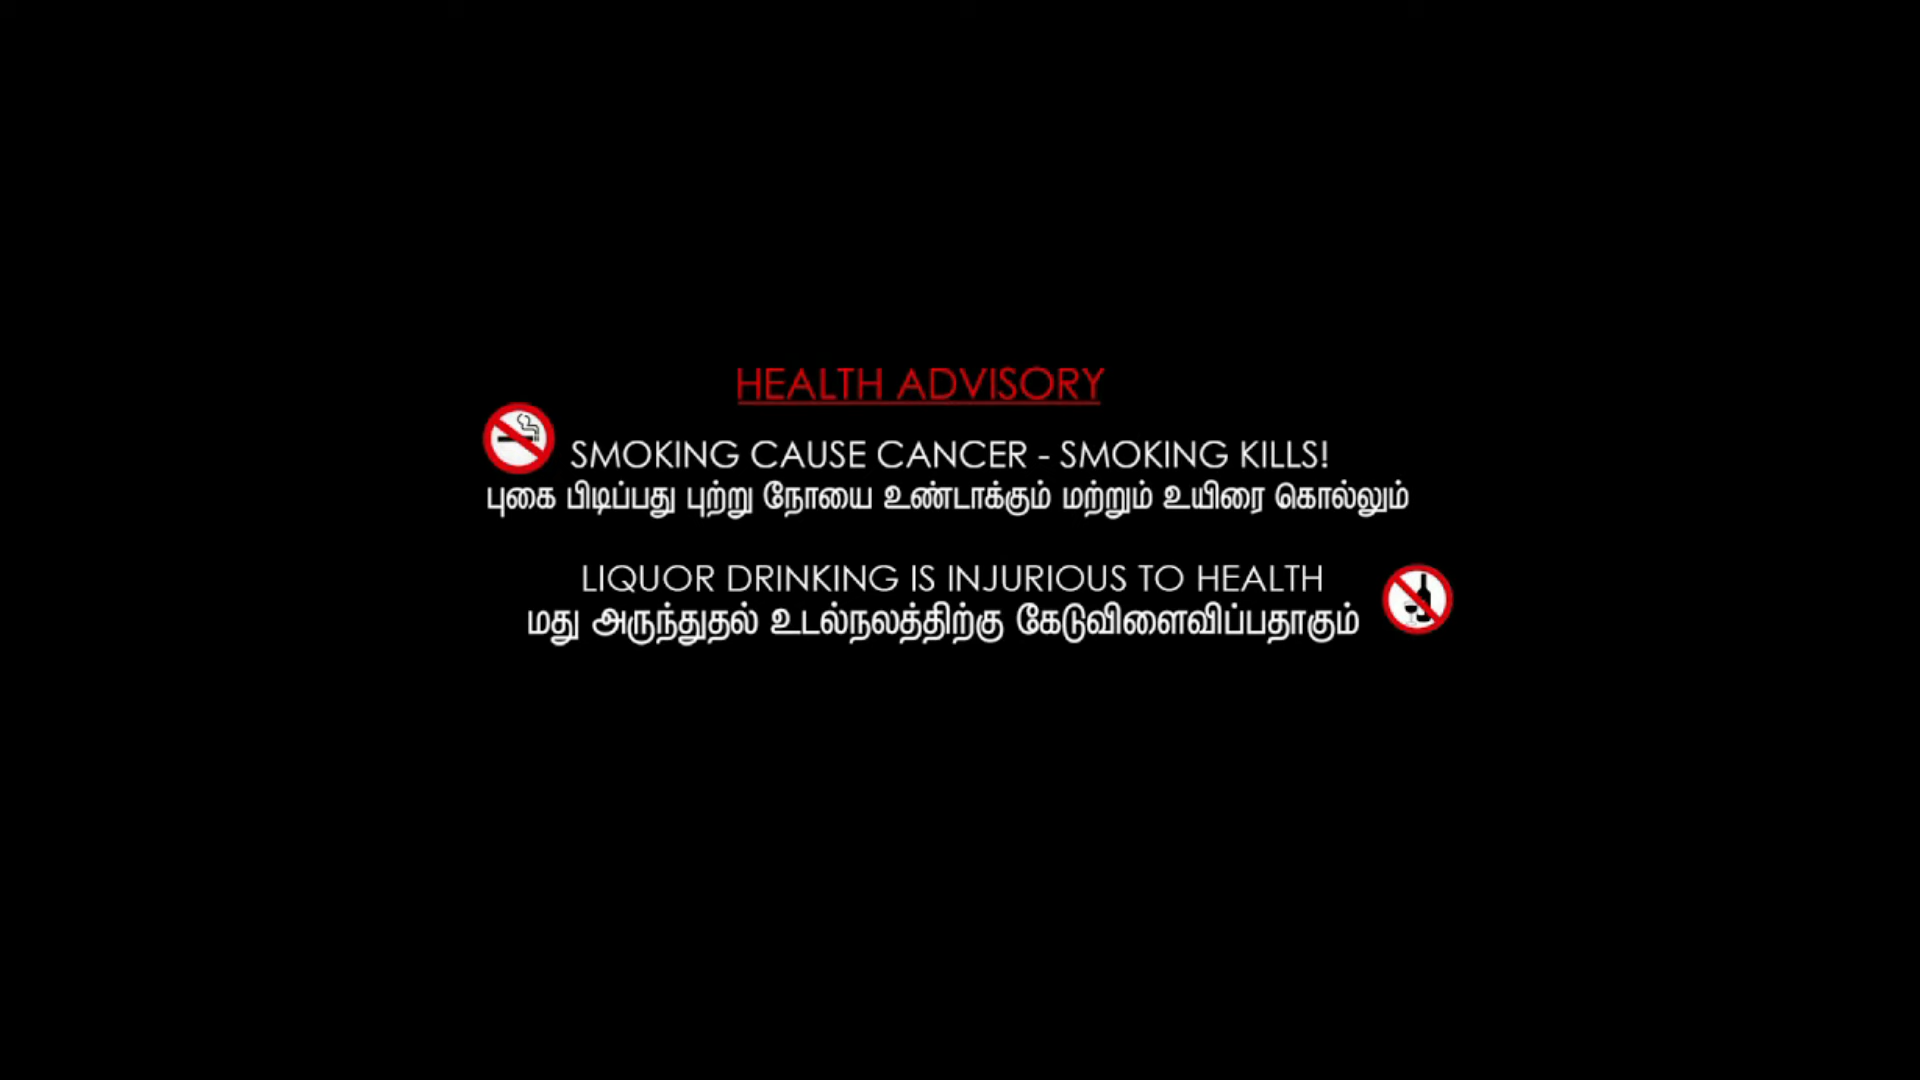 HEALTH ADVISORY
SMOKING CAUSE CANCER - SMOKING KILLS!
புகை பிடிப்பது புற்று நோயை உண்டாக்கும் மற்றும் உயிரை கொல்லும்
LIQUOR DRINKING IS INJURIOUS TO HEALTH
மது அருந்துதல் உடல்நலத்திற்கு கேடுவிளைவிப்பதாகும்